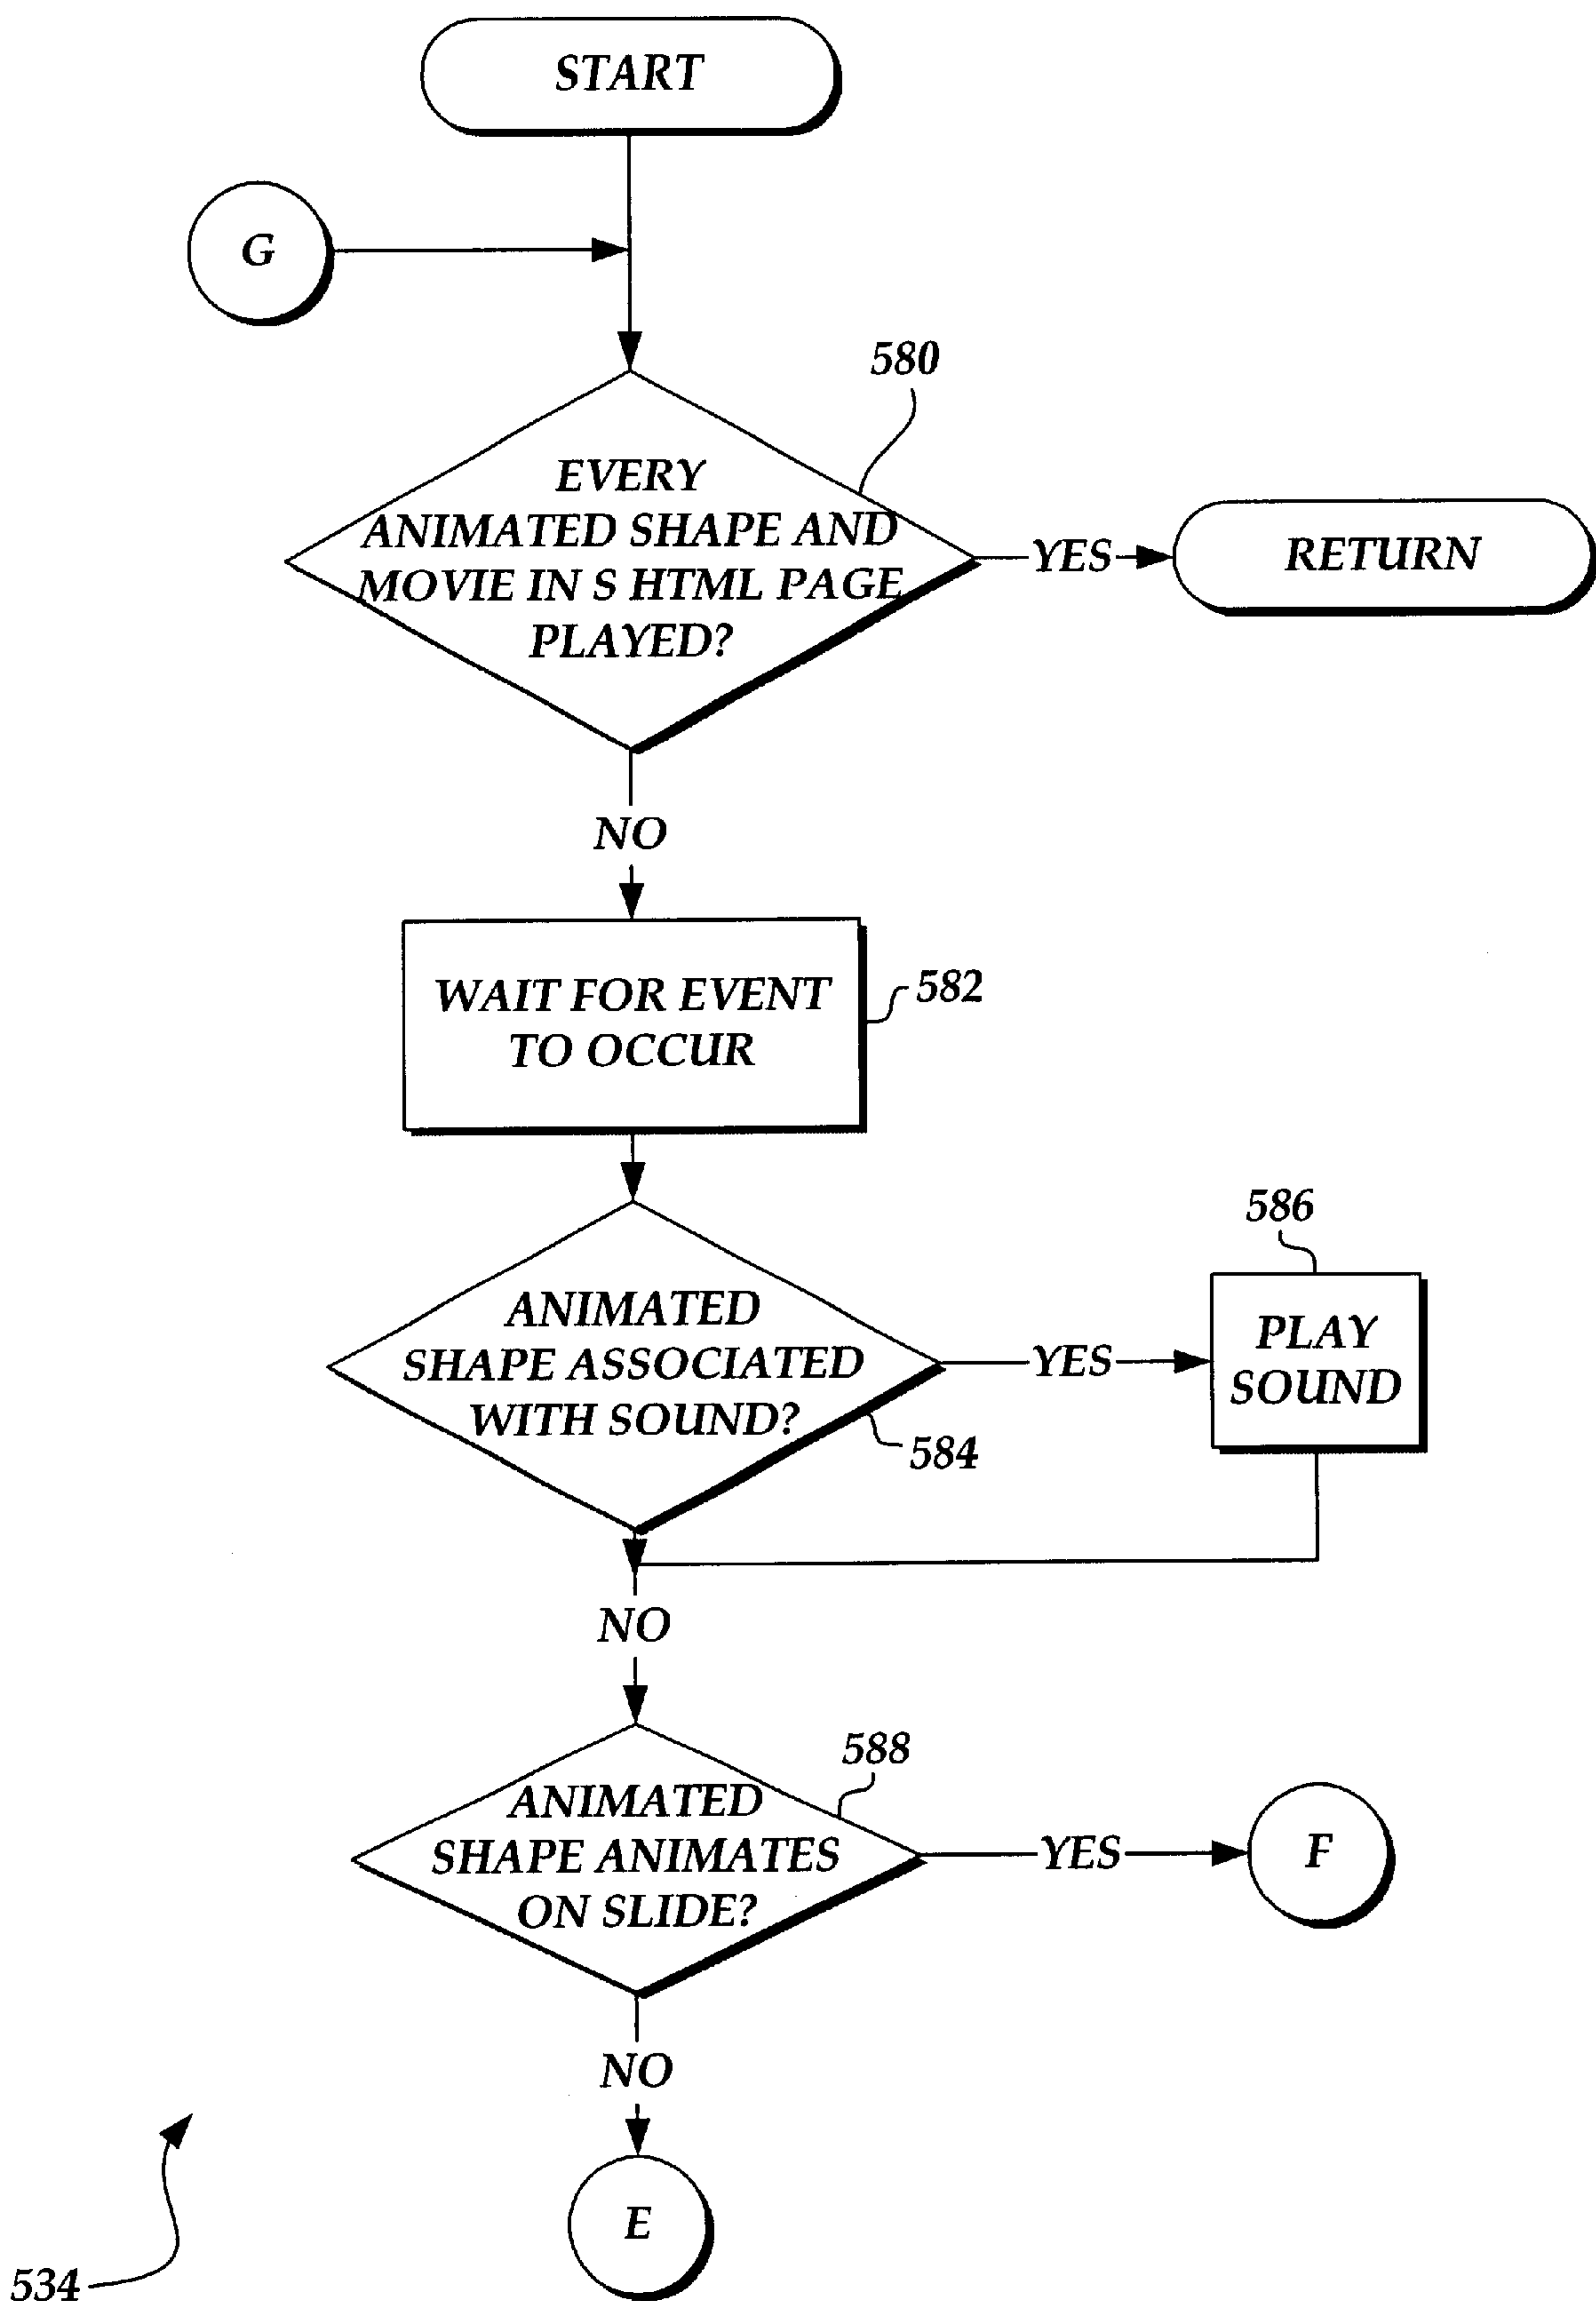 START
G
580
EVERY
ANIMATED SHAPE AND
MOVIE IN S HTML PAGE
PLAYED?
YES
RETURN
NO
WAIT FOR EVENT
TO OCCUR
582
ANIMATED
SHAPE ASSOCIATED
WITH SOUND?
584
YES
586
PLAY
SOUND
NO
588
ANIMATED
SHAPE ANIMATES
ON SLIDE?
YES
F
NO
E
534